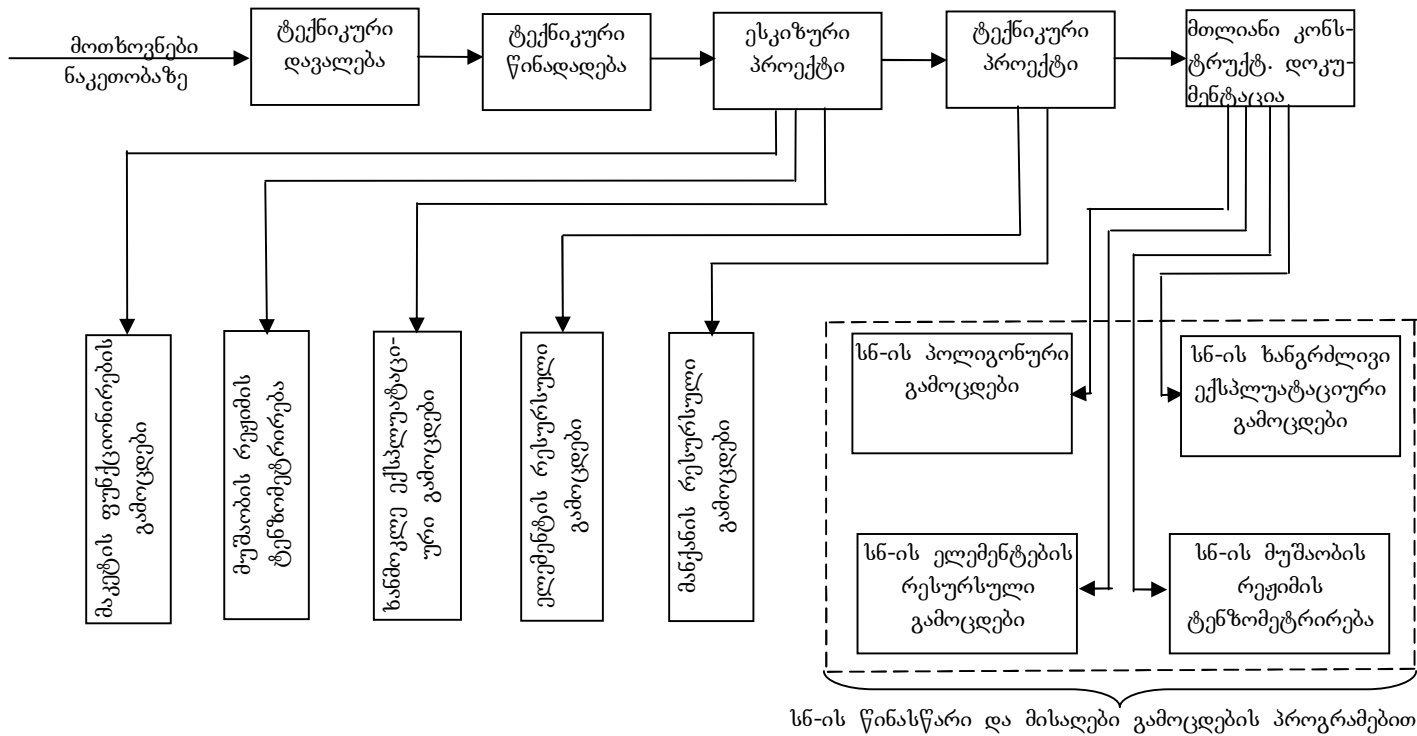 მოთხოვნები
ნაკეთობაზე
ტექნიკური
დავალება
ტექნიკური
წინადადება
ესკიზური
პროექტი
ტექნიკური
პროექტი
მთლიანი კონს-
ტრუქტ. დოკუ-
მენტაცია
მაკეტის ფუნქციონირების
გამოცდები
მუშაობის რეჟიმის
ტენზომეტრირება
ხანმოკლე ექსპლუატაცი-
ური გამოცდები
ელემენტის რესურსული
გამოცდები
მანქანის რესურსული
გამოცდები
სნ-ის პოლიგონური
გამოცდები
სნ-ის ხანგრძლივი
ექსპლუატაციური
გამოცდები
სნ-ის ელემენტების
რესურსული
გამოცდები
სნ-ის მუშაობის
რეჟიმის
ტენზომეტრირება
სნ-ის წინასწარი და მისაღები გამოცდების პროგრამებით